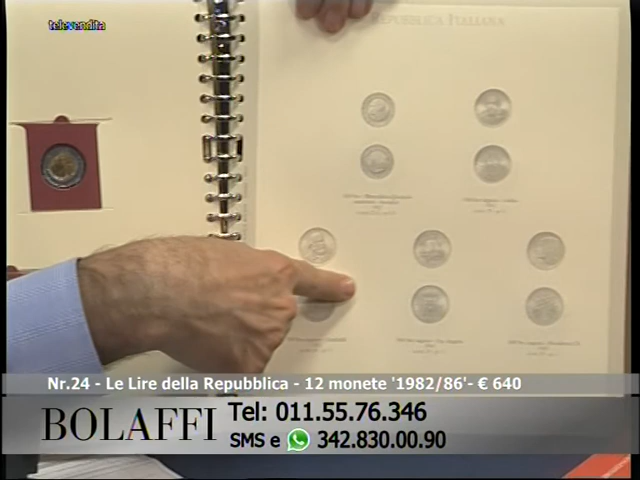 televendita
REPUBBLICA ITALIANA
Nr.24 - Le Lire della Repubblica - 12 monete '1982/86'- € 640
BOLAFFI
Tel: 011.55.76.346
SMS e 342.830.00.90